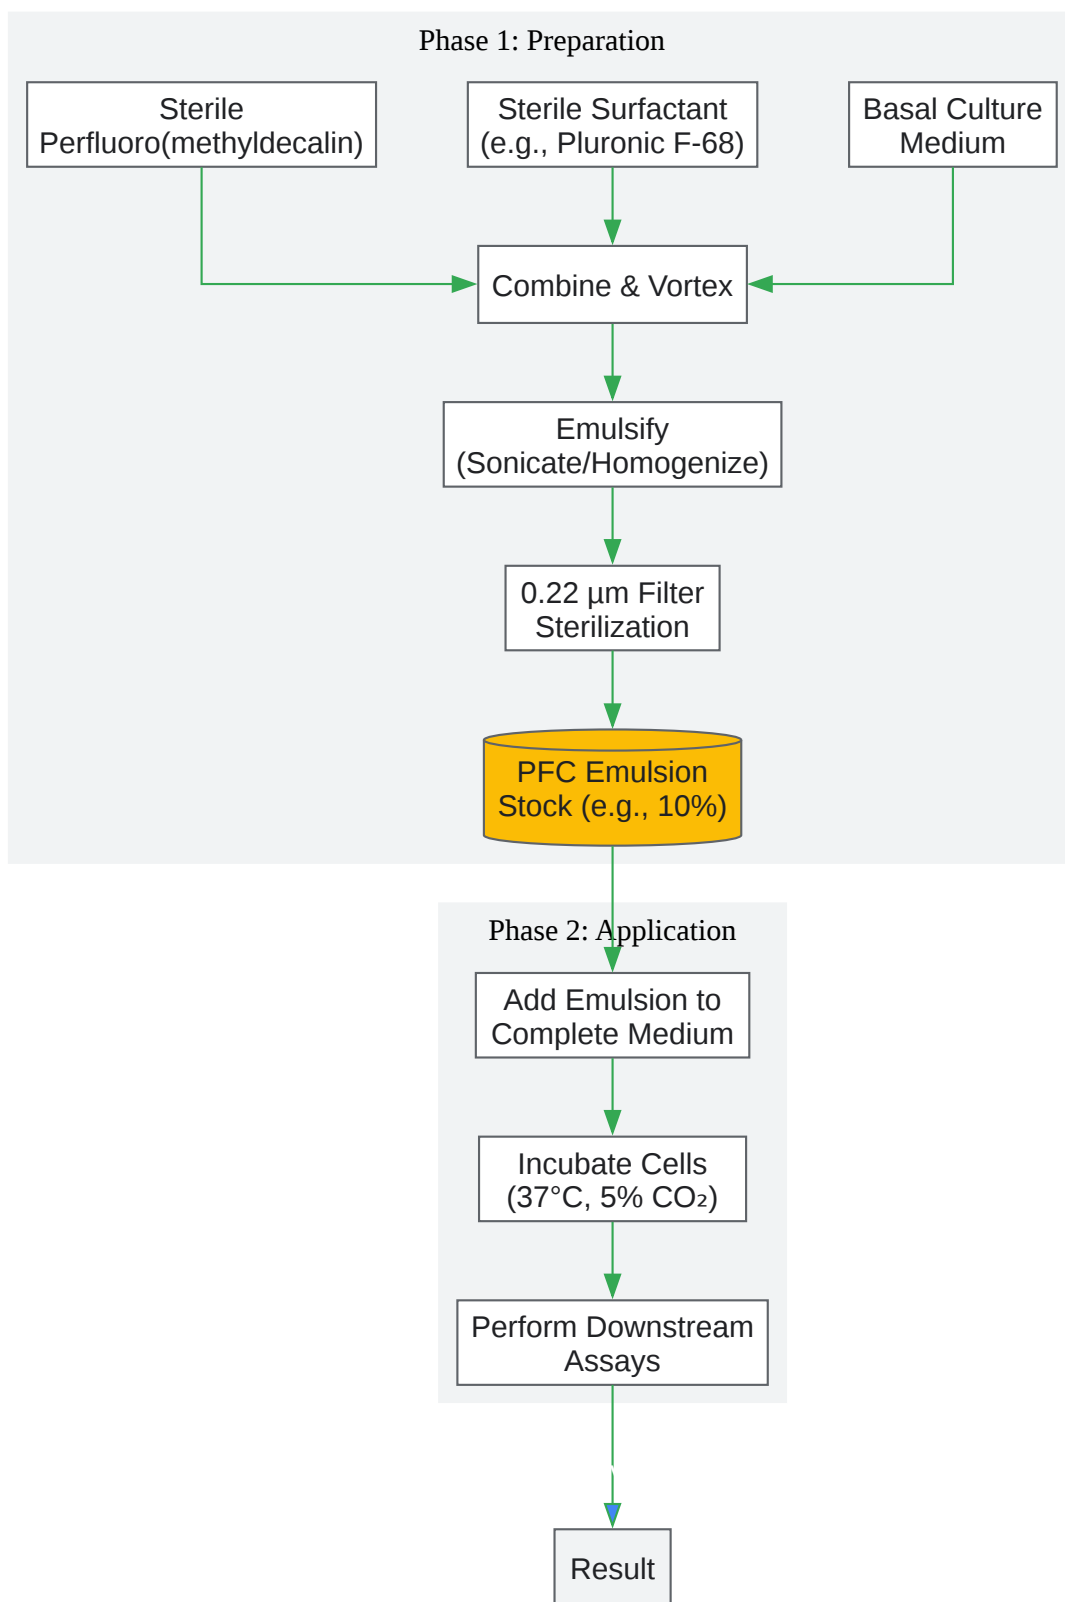 Phase 1: Preparation
Sterile
Perfluoro(methyldecalin)
Sterile Surfactant
(e.g., Pluronic F-68)
Basal Culture
Medium
Combine & Vortex
Emulsify
(Sonicate/Homogenize)
0.22 µm Filter
Sterilization
PFC Emulsion
Stock (e.g., 10%)
Phase 2: Application
Add Emulsion to
Complete Medium
Incubate Cells
(37°C, 5% CO₂)
Perform Downstream
Assays
Result